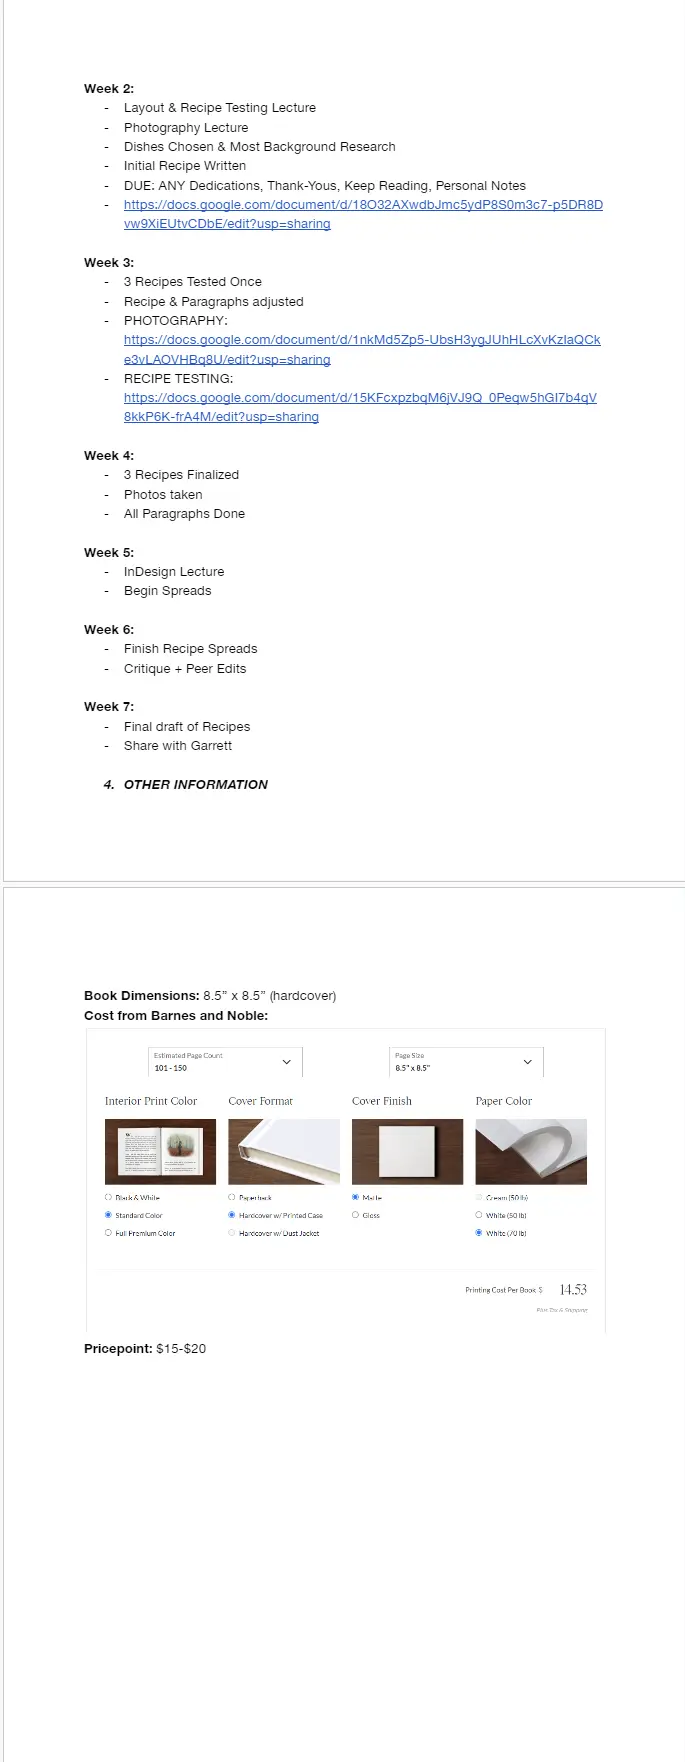 Week 2:
- Layout & Recipe Testing Lecture
- Photography Lecture
- Dishes Chosen & Most Background Research
- Initial Recipe Written
- DUE: ANY Dedications, Thank-Yous, Keep Reading, Personal Notes
- https://docs.google.com/document/d/18O32AXwdbJmc5ydP8S0m3c7-p5DR8D
vw9XiEUtvCDbE/edit?usp=sharing
Week 3:
- 3 Recipes Tested Once
- Recipe & Paragraphs adjusted
- PHOTOGRAPHY:
https://docs.google.com/document/d/1nkMd5Zp5-UbsH3ygJUhHLcXvKzlaQCk
e3vLAOVHBq8U/edit?usp=sharing
- RECIPE TESTING:
https://docs.google.com/document/d/15KFcxpzbqM6jVJ9Q_0Peqw5hGI7b4qV
8kkP6K-frA4M/edit?usp=sharing
Week 4:
- 3 Recipes Finalized
- Photos taken
- All Paragraphs Done
Week 5:
- InDesign Lecture
- Begin Spreads
Week 6:
- Finish Recipe Spreads
- Critique + Peer Edits
Week 7:
- Final draft of Recipes
- Share with Garrett
4. OTHER INFORMATION
Book Dimensions: 8.5” x 8.5” (hardcover)
Cost from Barnes and Noble:
Estimated Page Count
101 - 150
Page Size
8.5" x 8.5"
Interior Print Color
Cover Format
Cover Finish
Paper Color
Black & White
Paperback
Matte
Cream (50 lb)
Standard Color
Hardcover w/ Printed Case
Gloss
White (50 lb)
Full Premium Color
Hardcover w/ Dust Jacket
White (70 lb)
Printing Cost Per Book $ 14.53
Plus Tax & Shipping
Pricepoint: $15-$20